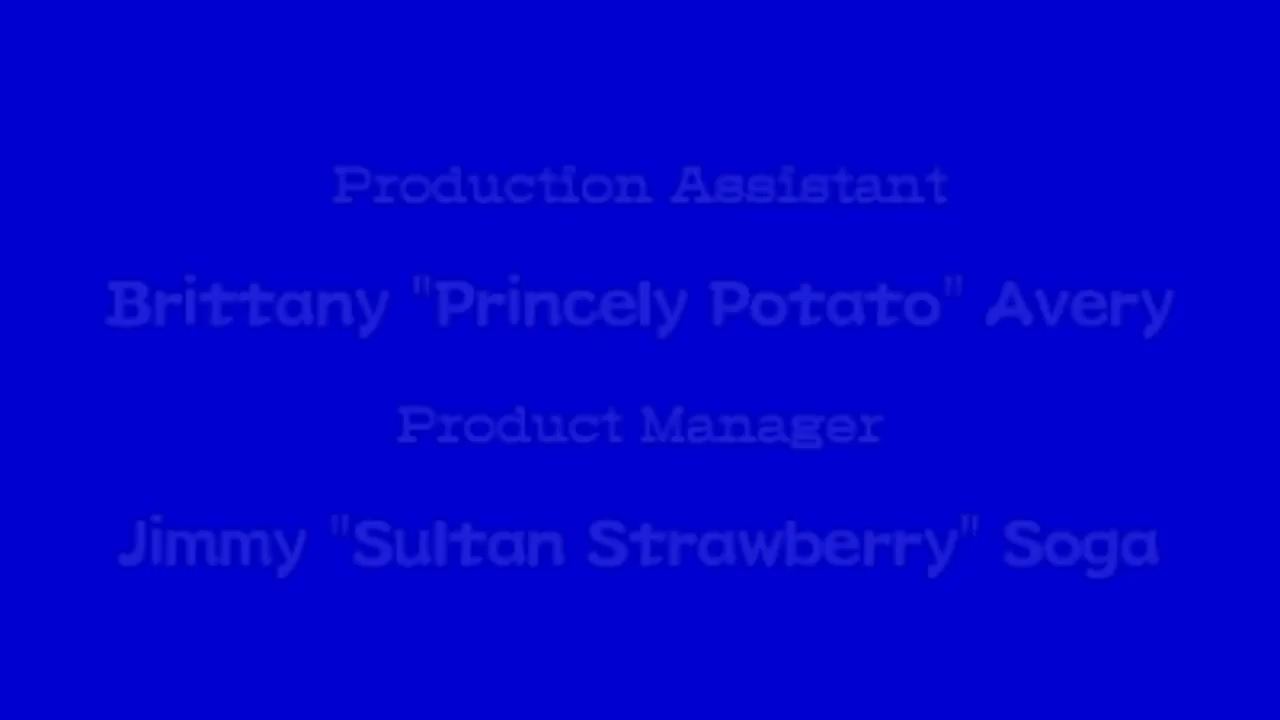 Production Assistant
Brittany "Princely Potato" Avery
Product Manager
Jimmy "Sultan Strawberry" Soga